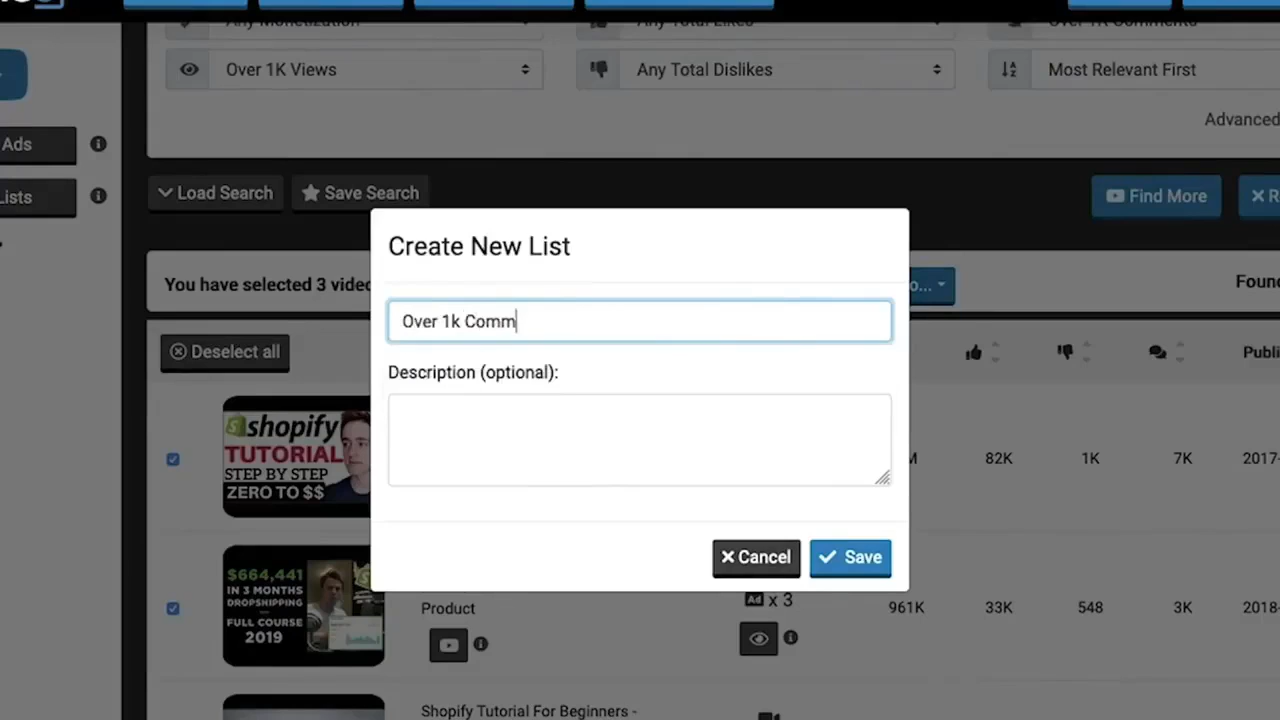 Any Monetization
Any Total Likes
Over 1K Comments
Over 1K Views
Any Total Dislikes
Most Relevant First
Advanced
Ads
Lists
Load Search
Save Search
Find More
Create New List
You have selected 3 video
Found
Over 1k Comm
Deselect all
Description (optional):
Publi
shopify
TUTORIAL
STEP BY STEP
ZERO TO $$
M
82K
1K
7K
2017-
Cancel
Save
$664,441
IN 3 MONTHS
DROPSHIPPING
FULL COURSE
2019
Product
Ad x 3
961K
33K
548
3K
2018-
Shopify Tutorial For Beginners -